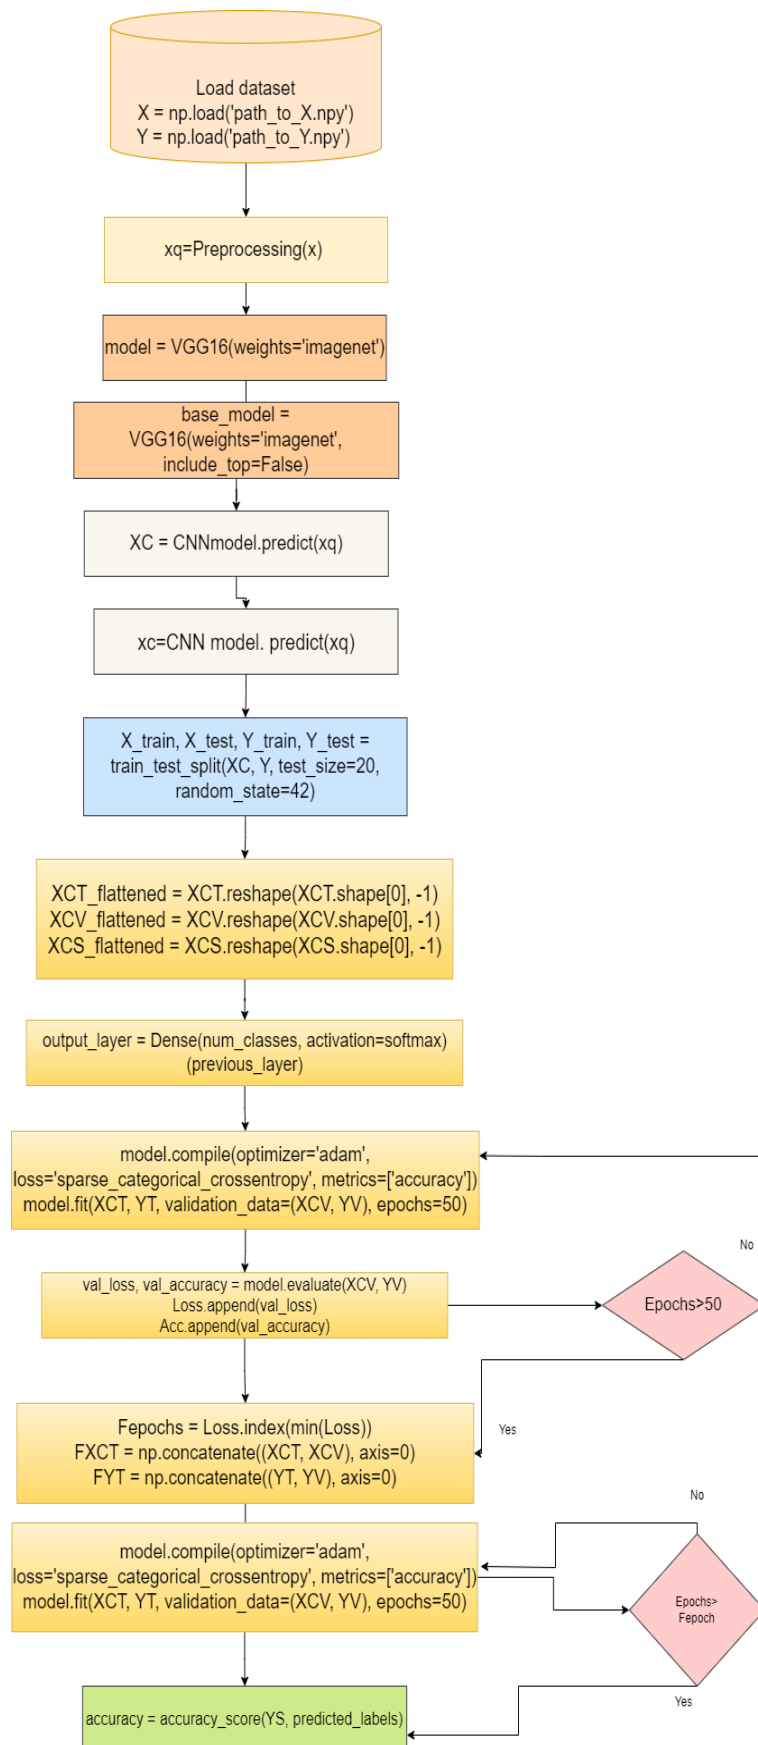 Load dataset
X = np.load('path_to_X.npy')
Y = np.load('path_to_Y.npy')
xq=Preprocessing(x)
model = VGG16(weights='imagenet')
base_model =
VGG16(weights='imagenet',
include_top=False)
XC = CNNmodel.predict(xq)
xc=CNN model. predict(xq)
X_train, X_test, Y_train, Y_test =
train_test_split(XC, Y, test_size=20,
random_state=42)
XCT_flattened = XCT.reshape(XCT.shape[0], -1)
XCV_flattened = XCV.reshape(XCV.shape[0], -1)
XCS_flattened = XCS.reshape(XCS.shape[0], -1)
output_layer = Dense(num_classes, activation=softmax)
(previous_layer)
model.compile(optimizer='adam',
loss='sparse_categorical_crossentropy', metrics=['accuracy'])
model.fit(XCT, YT, validation_data=(XCV, YV), epochs=50)
No
val_loss, val_accuracy = model.evaluate(XCV, YV)
Loss.append(val_loss)
Acc.append(val_accuracy)
Epochs>50
Yes
Fepochs = Loss.index(min(Loss))
FXCT = np.concatenate((XCT, XCV), axis=0)
FYT = np.concatenate((YT, YV), axis=0)
No
model.compile(optimizer='adam',
loss='sparse_categorical_crossentropy', metrics=['accuracy'])
model.fit(XCT, YT, validation_data=(XCV, YV), epochs=50)
Epochs>
Fepoch
Yes
accuracy = accuracy_score(YS, predicted_labels)